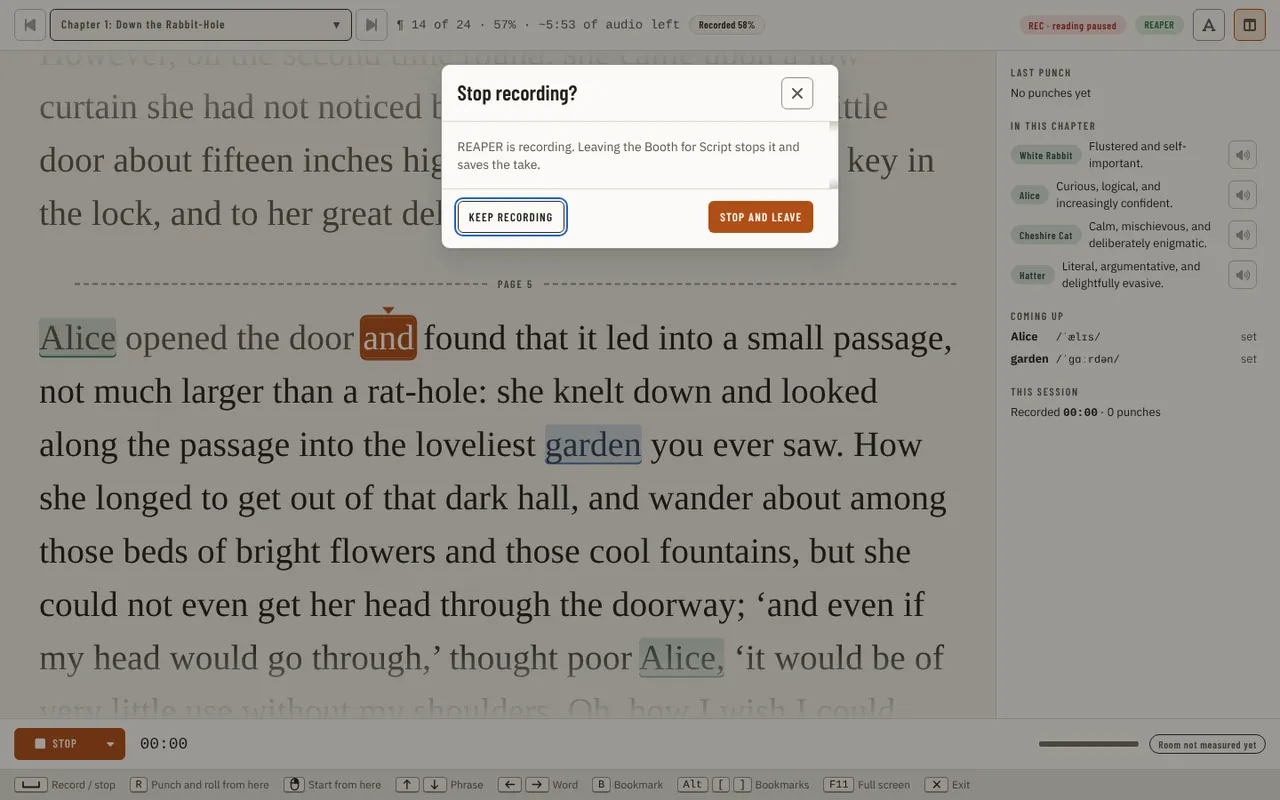 Chapter 1: Down the Rabbit-Hole
¶ 14 of 24 · 57% · ~5:53 of audio left
Recorded 58%
REC · reading paused
REAPER
A
However, on the second time round, she came upon a low
curtain she had not noticed b
ittle
door about fifteen inches hig
key in
the lock, and to her great del
Stop recording?
REAPER is recording. Leaving the Booth for Script stops it and
saves the take.
KEEP RECORDING
STOP AND LEAVE
PAGE 5
Alice opened the door and found that it led into a small passage,
not much larger than a rat-hole: she knelt down and looked
along the passage into the loveliest garden you ever saw. How
she longed to get out of that dark hall, and wander about among
those beds of bright flowers and those cool fountains, but she
could not even get her head through the doorway; ‘and even if
my head would go through,’ thought poor Alice, ‘it would be of
very little use without my shoulders. Oh, how I wish I could
LAST PUNCH
No punches yet
IN THIS CHAPTER
White Rabbit
Flustered and self-
important.
Alice
Curious, logical, and
increasingly confident.
Cheshire Cat
Calm, mischievous, and
deliberately enigmatic.
Hatter
Literal, argumentative, and
delightfully evasive.
COMING UP
Alice /ˈælɪs/ set
garden /ˈɡɑːrdən/ set
THIS SESSION
Recorded 00:00 · 0 punches
STOP
00:00
Room not measured yet
Record / stop
R Punch and roll from here
Start from here
↑ ↓ Phrase
← → Word
B Bookmark
Alt [ ] Bookmarks
F11 Full screen
X Exit